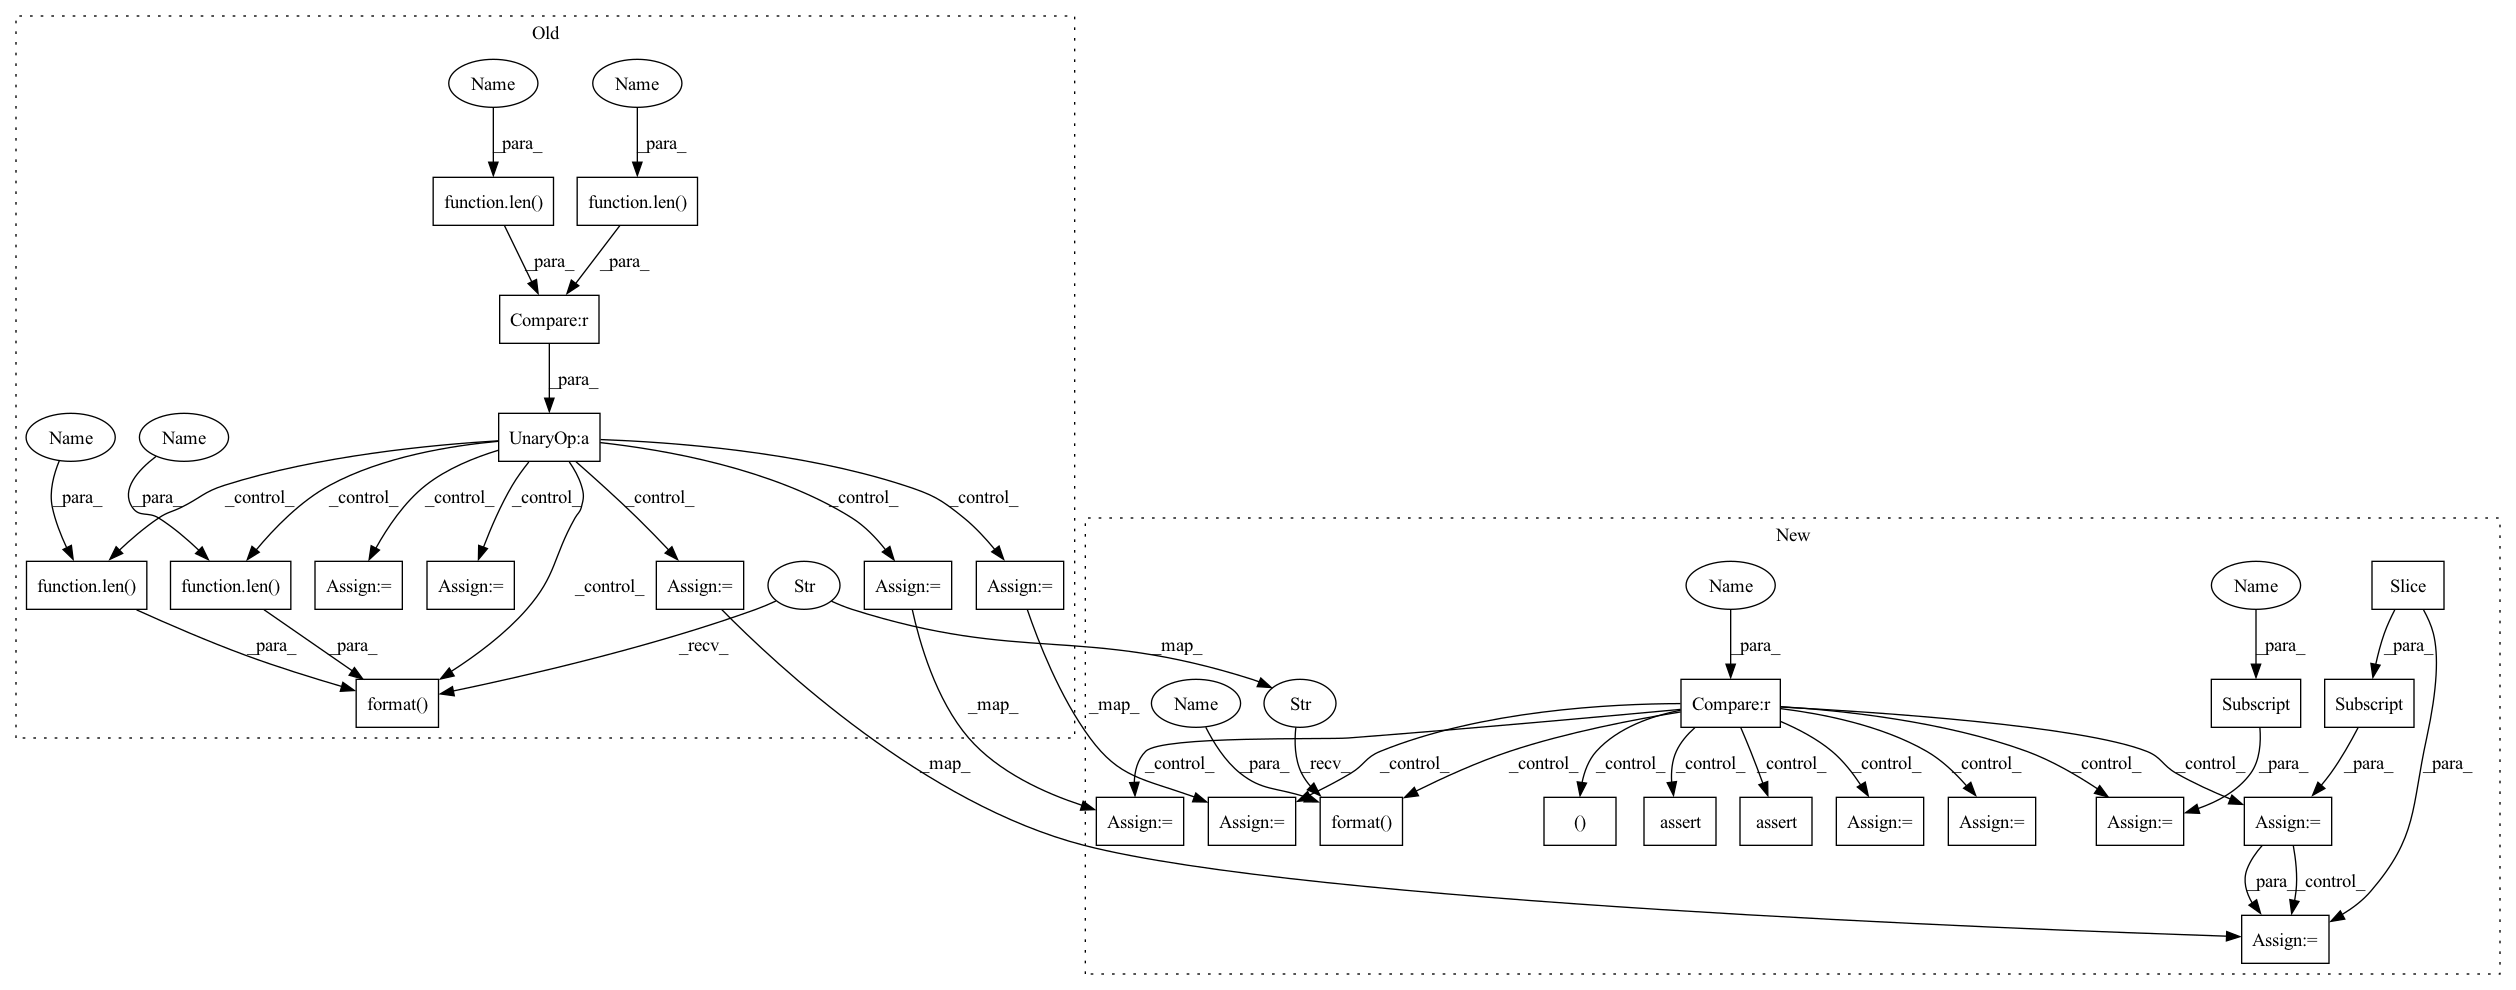 Old
Name
Name
_para_
_para_
function.len()
function.len()
_para_
_para_
Compare:r
_para_
Name
Name
UnaryOp:a
_para_
_para_
_control_
_control_
_control_
_control_
_control_
_control_
_control_
function.len()
function.len()
Assign:=
Assign:=
Assign:=
Str
Assign:=
Assign:=
_control_
_para_
_para_
_recv_
_map_
format()
_map_
_map_
_map_
New
Name
Name
Slice
_para_
_para_
_para_
Name
Str
Compare:r
Subscript
Subscript
_control_
_para_
_recv_
_control_
_control_
_control_
_control_
_control_
_control_
_control_
_control_
_para_
_control_
_para_
_para_
Assign:=
Assign:=
format()
()
assert
assert
Assign:=
Assign:=
Assign:=
Assign:=
_para_
_control_
Assign:=